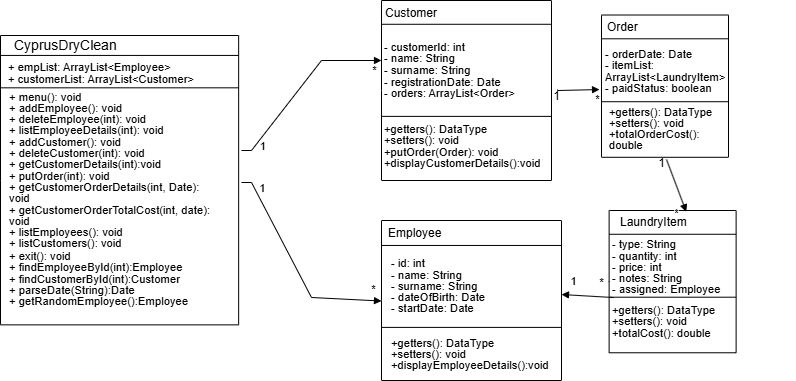 CyprusDryClean
+ empList: ArrayList<Employee>
+ customerList: ArrayList<Customer>
+ menu(): void
+ addEmployee(): void
+ deleteEmployee(int): void
+ listEmployeeDetails(int): void
+ addCustomer(): void
+ deleteCustomer(int): void
+ getCustomerDetails(int):void
+ putOrder(int): void
+ getCustomerOrderDetails(int, Date):
void
+ getCustomerOrderTotalCost(int, date):
void
+ listEmployees(): void
+ listCustomers(): void
+ exit(): void
+ findEmployeeById(int):Employee
+ findCustomerById(int):Customer
+ parseDate(String):Date
+ getRandomEmployee():Employee
1
*
1
*
Customer
- customerId: int
- name: String
- surname: String
- registrationDate: Date
- orders: ArrayList<Order>
+getters(): DataType
+setters(): void
+putOrder(Order): void
+displayCustomerDetails():void
1
*
Order
- orderDate: Date
- itemList:
ArrayList<LaundryItem>
- paidStatus: boolean
+getters(): DataType
+setters(): void
+totalOrderCost():
double
1
*
Employee
- id: int
- name: String
- surname: String
- dateOfBirth: Date
- startDate: Date
+getters(): DataType
+setters(): void
+displayEmployeeDetails():void
1
*
LaundryItem
- type: String
- quantity: int
- price: int
- notes: String
- assigned: Employee
+getters(): DataType
+setters(): void
+totalCost(): double